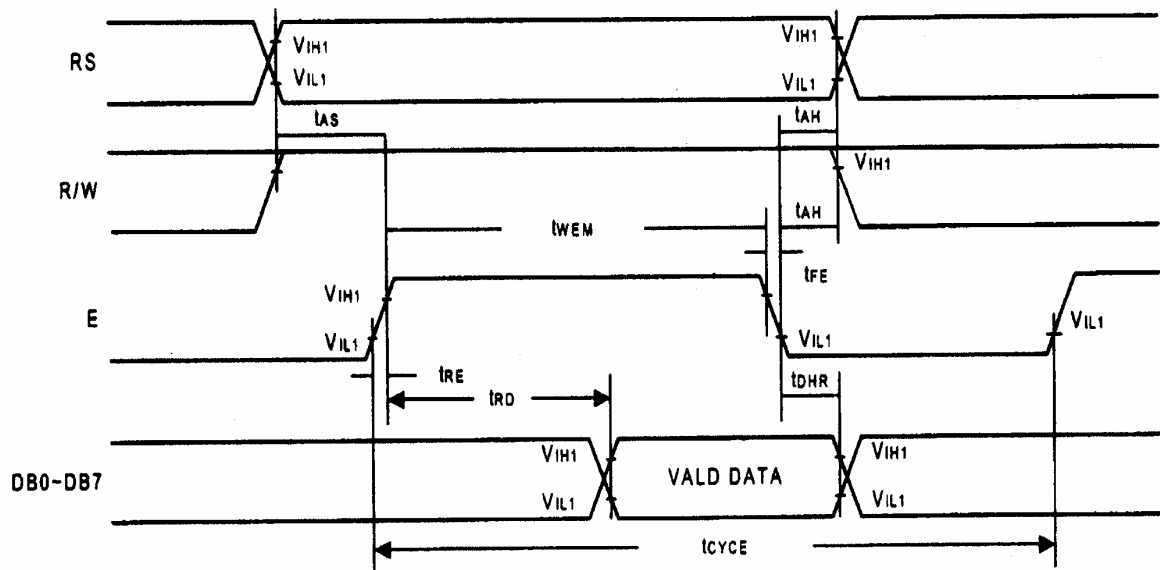 RS
VIH1
VIH1
VIL1
VIL1
tAS
tAH
R/W
VIH1
tWEM
tAH
tFE
E
VIH1
VIL1
VIL1
VIL1
tRE
tRD
tDHR
DB0~DB7
VIH1
VALD DATA
VIH1
VIL1
VIL1
tCYCE